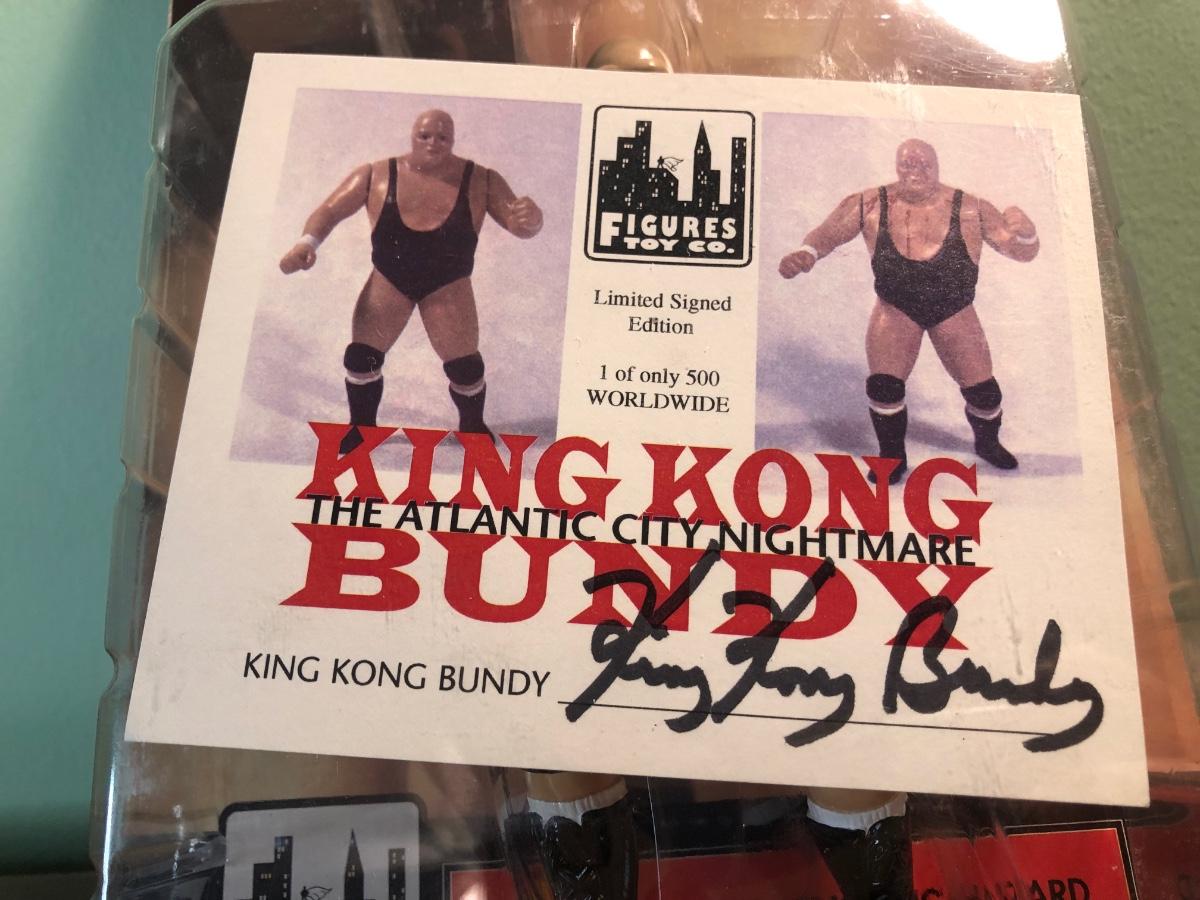 FIGURES
TOY CO.
Limited Signed
Edition
1 of only 500
WORLDWIDE
KING KONG
THE ATLANTIC CITY NIGHTMARE
BUNDY
KING KONG BUNDY King Kong Bundy